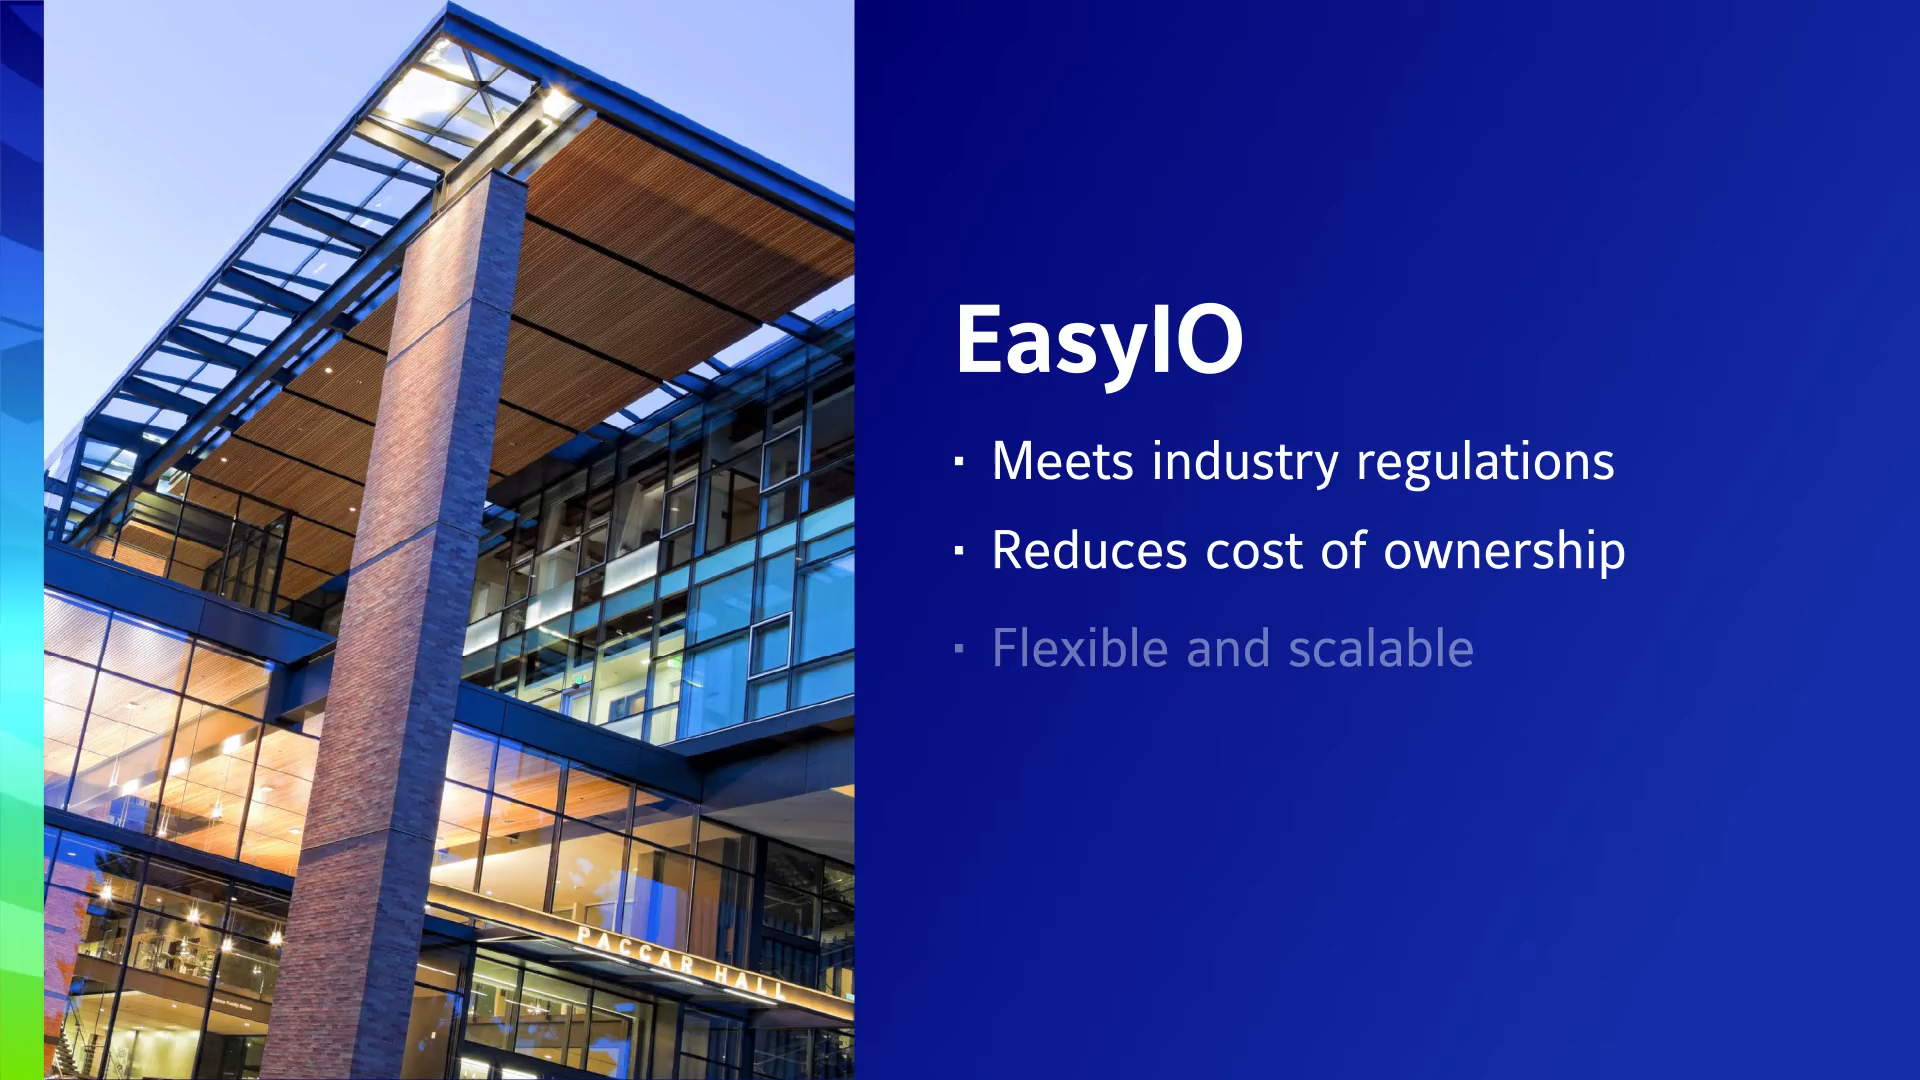 EasyIO
· Meets industry regulations
· Reduces cost of ownership
· Flexible and scalable
PACCAR HALL